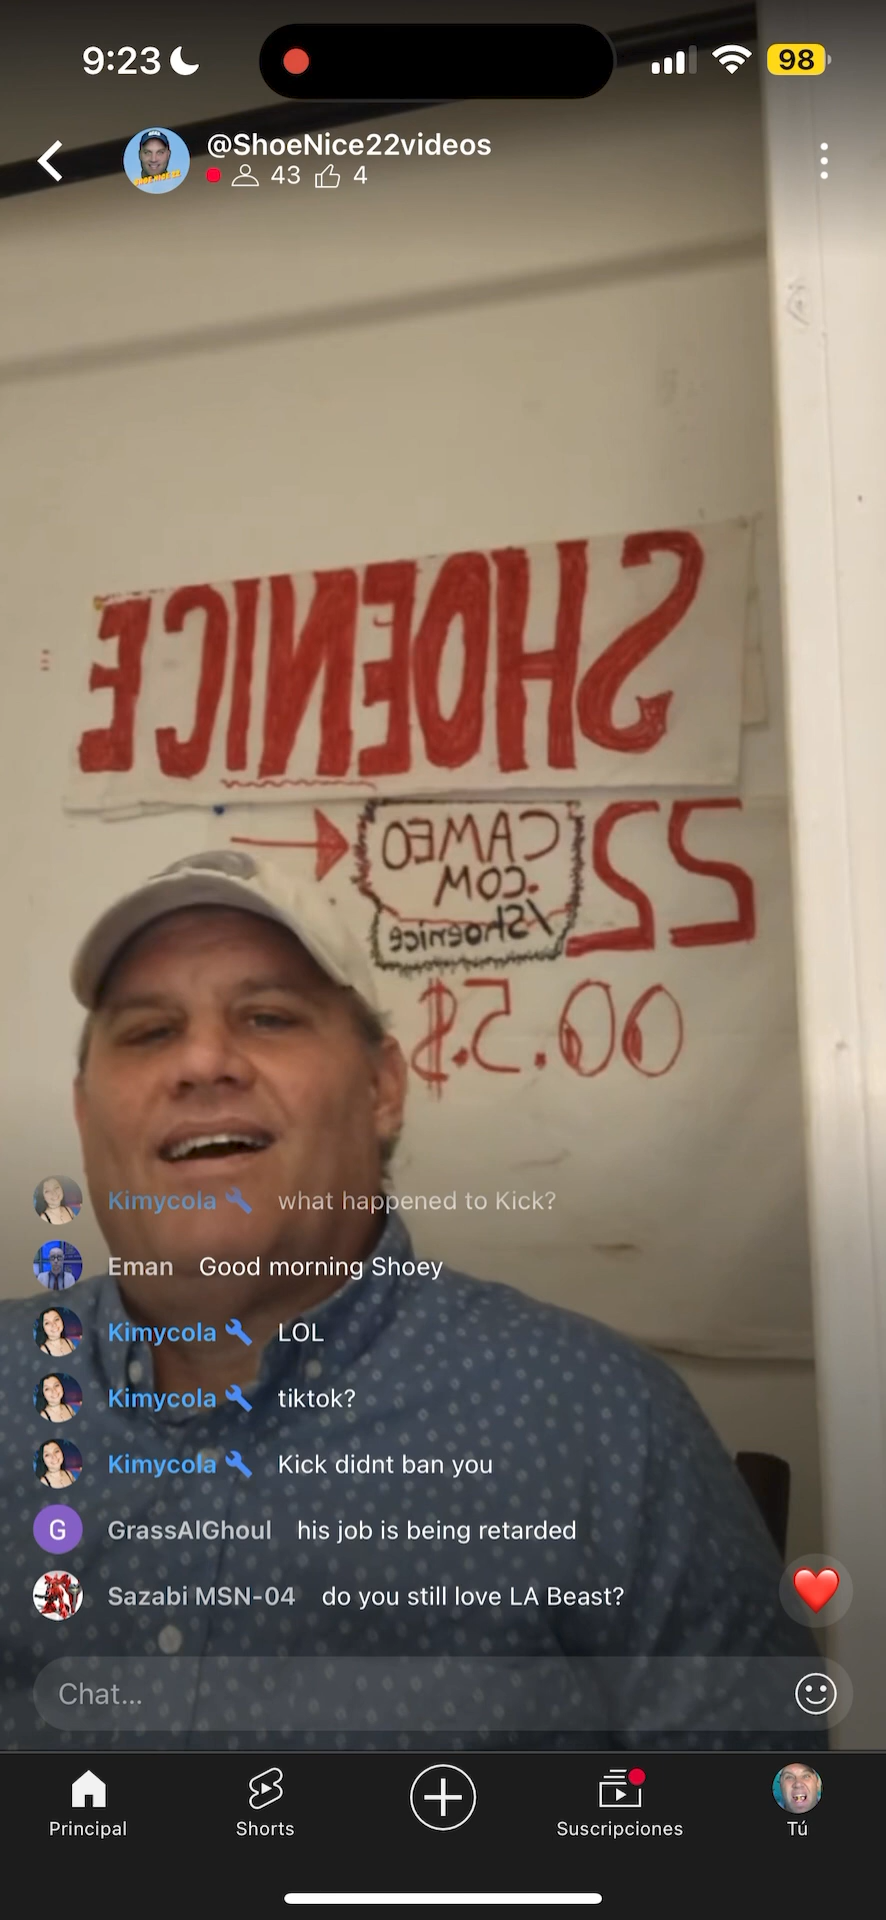 9:23
98
@ShoeNice22videos
43 4
SHOENICE
22
CAMEO
.COM
/Shoenice
$5.00
Kimycola what happened to Kick?
Eman Good morning Shoey
Kimycola LOL
Kimycola tiktok?
Kimycola Kick didnt ban you
G GrassAlGhoul his job is being retarded
Sazabi MSN-04 do you still love LA Beast?
Chat...
Principal Shorts Suscripciones Tú